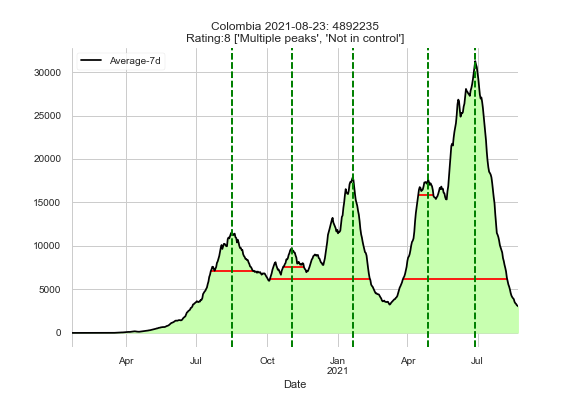 Colombia 2021-08-23: 4892235
Rating:8 ['Multiple peaks', 'Not in control']
Average-7d
30000
25000
20000
15000
10000
5000
0
Apr
Jul
Oct
Jan
2021
Apr
Jul
Date